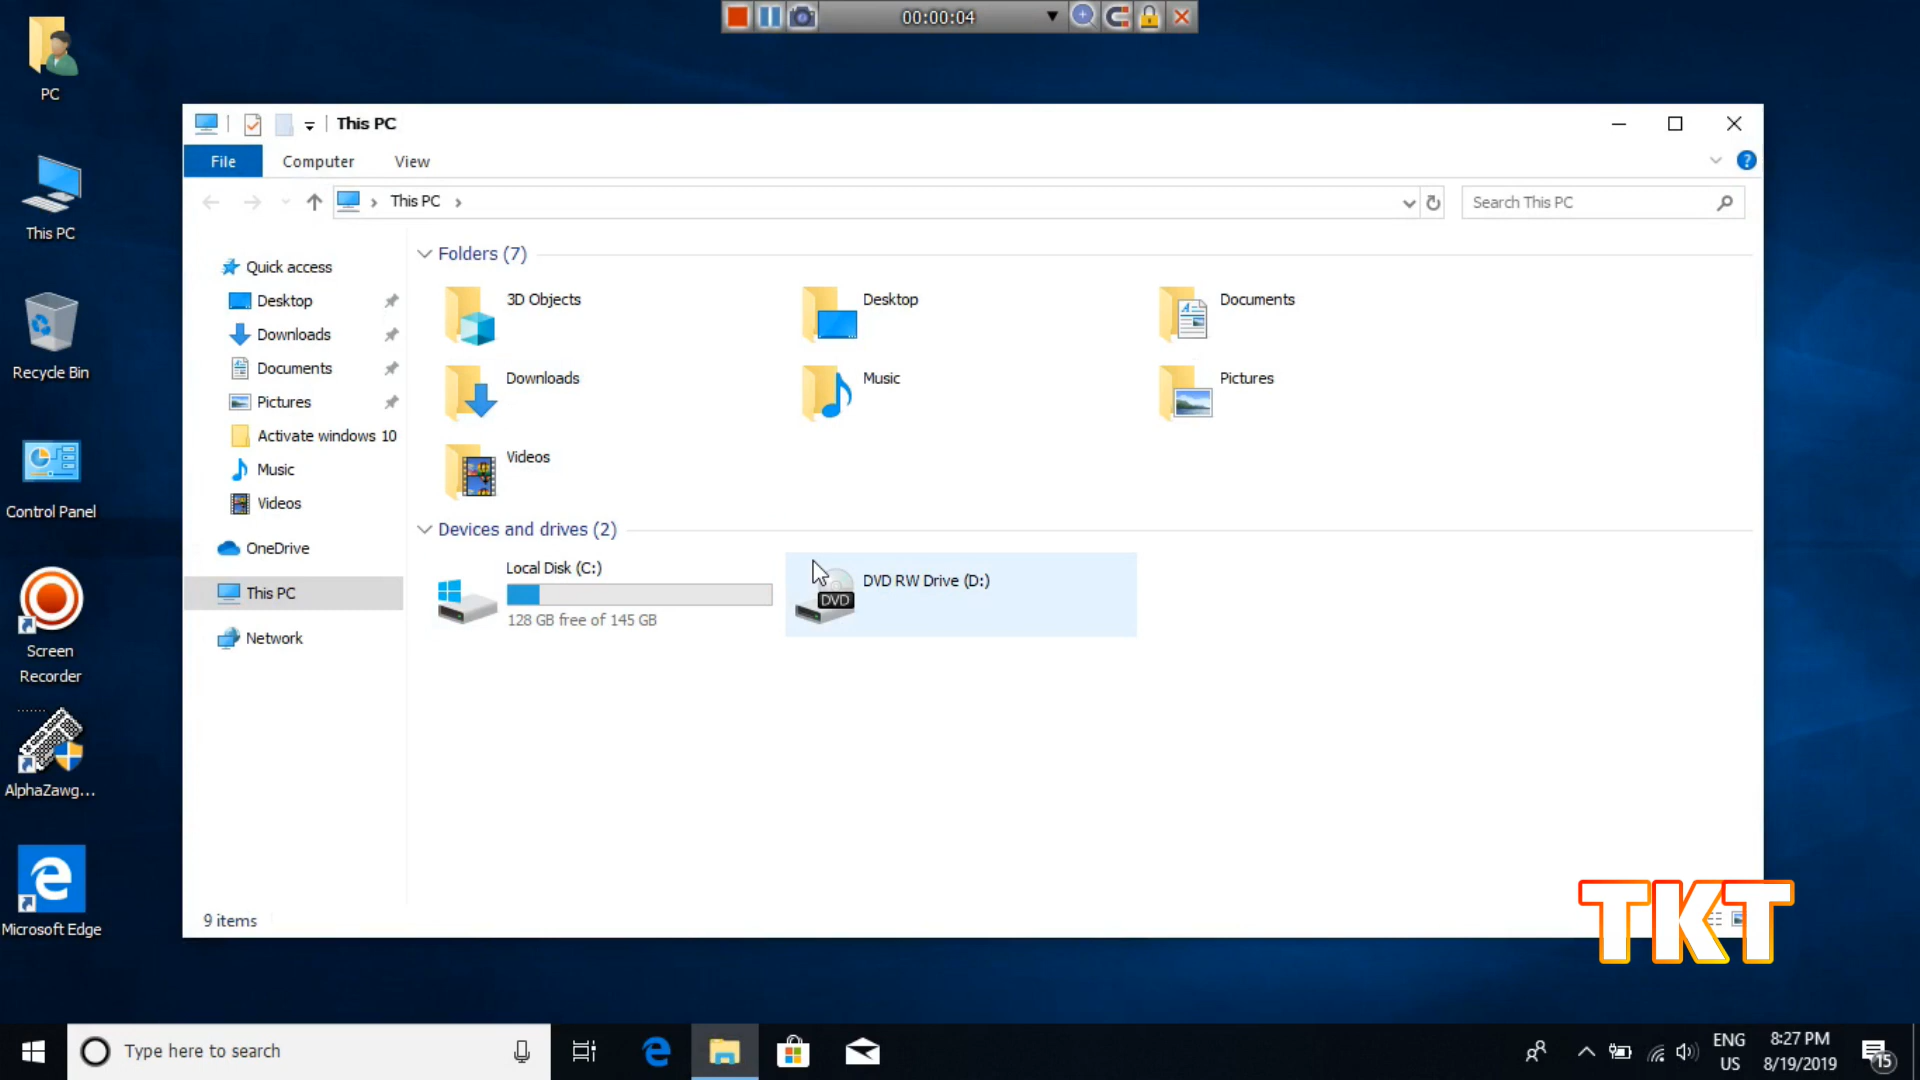 00:00:04
PC
This PC
Recycle Bin
Control Panel
Screen
Recorder
AlphaZawg...
Microsoft Edge
This PC
File
Computer
View
This PC
Search This PC
Quick access
Desktop
Downloads
Documents
Pictures
Activate windows 10
Music
Videos
OneDrive
This PC
Network
Folders (7)
3D Objects
Desktop
Documents
Downloads
Music
Pictures
Videos
Devices and drives (2)
Local Disk (C:)
128 GB free of 145 GB
DVD
DVD RW Drive (D:)
9 items
TKT
Type here to search
ENG
US
8:27 PM
8/19/2019
15